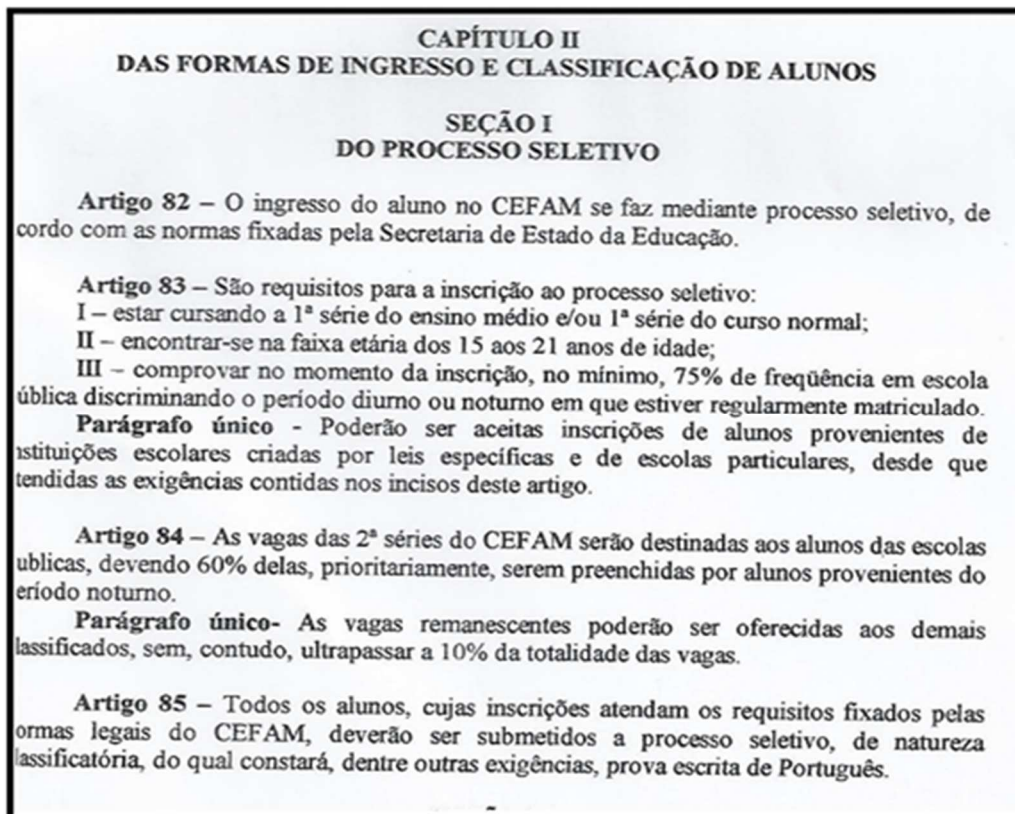 CAPÍTULO II
DAS FORMAS DE INGRESSO E CLASSIFICAÇÃO DE ALUNOS
SEÇÃO I
DO PROCESSO SELETIVO
Artigo 82 – O ingresso do aluno no CEFAM se faz mediante processo seletivo, de
cordo com as normas fixadas pela Secretaria de Estado da Educação.
Artigo 83 – São requisitos para a inscrição ao processo seletivo:
I – estar cursando a 1ª série do ensino médio e/ou 1ª série do curso normal;
II – encontrar-se na faixa etária dos 15 aos 21 anos de idade;
III – comprovar no momento da inscrição, no mínimo, 75% de freqüência em escola
ública discriminando o período diurno ou noturno em que estiver regularmente matriculado.
Parágrafo único - Poderão ser aceitas inscrições de alunos provenientes de
nstituições escolares criadas por leis específicas e de escolas particulares, desde que
tendidas as exigências contidas nos incisos deste artigo.
Artigo 84 – As vagas das 2ª séries do CEFAM serão destinadas aos alunos das escolas
ublicas, devendo 60% delas, prioritariamente, serem preenchidas por alunos provenientes do
eríodo noturno.
Parágrafo único- As vagas remanescentes poderão ser oferecidas aos demais
lassificados, sem, contudo, ultrapassar a 10% da totalidade das vagas.
Artigo 85 – Todos os alunos, cujas inscrições atendam os requisitos fixados pelas
ormas legais do CEFAM, deverão ser submetidos a processo seletivo, de natureza
lassificatória, do qual constará, dentre outras exigências, prova escrita de Português.